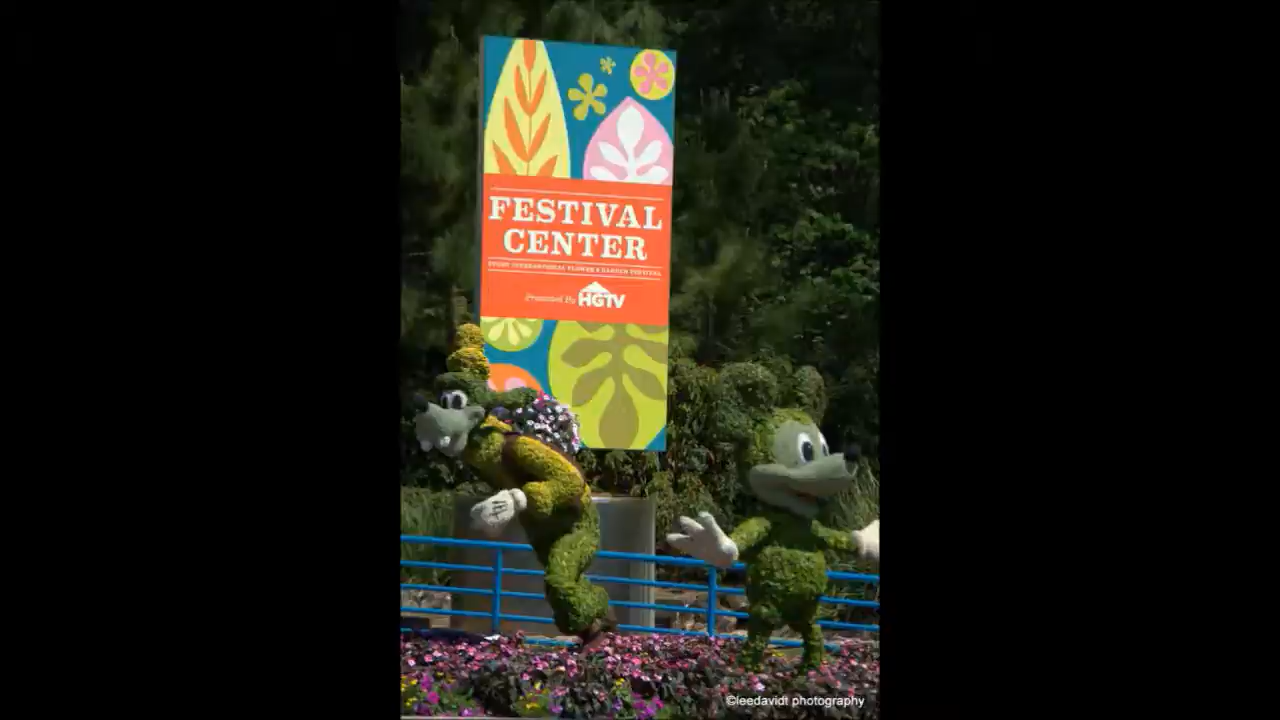 FESTIVAL
CENTER
EPCOT INTERNATIONAL FLOWER & GARDEN FESTIVAL
Presented By HGTV
©leedavidt photography